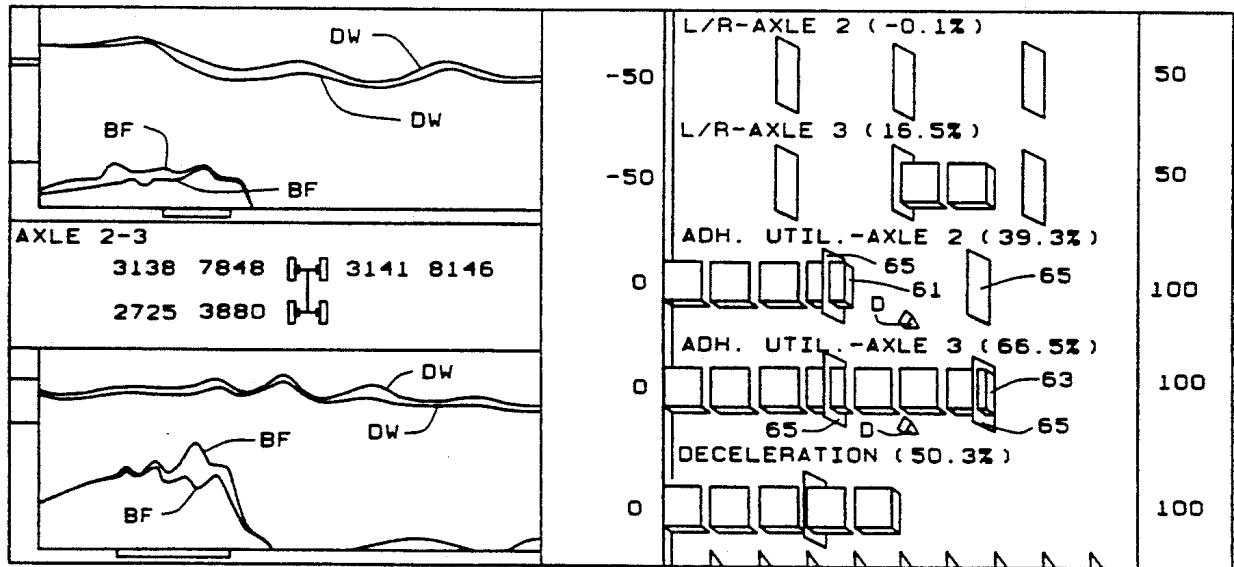 DW
DW
BF
BF
AXLE 2-3
3138 7848 3141 8146
2725 3880
DW
DW
BF
BF
L/R-AXLE 2 (-0.1%)
-50 50
L/R-AXLE 3 (16.5%)
-50 50
ADH. UTIL.-AXLE 2 (39.3%)
65 65
0 61 100
D
ADH. UTIL.-AXLE 3 (66.5%)
0 63 100
65 D 65
DECELERATION (50.3%)
0 100